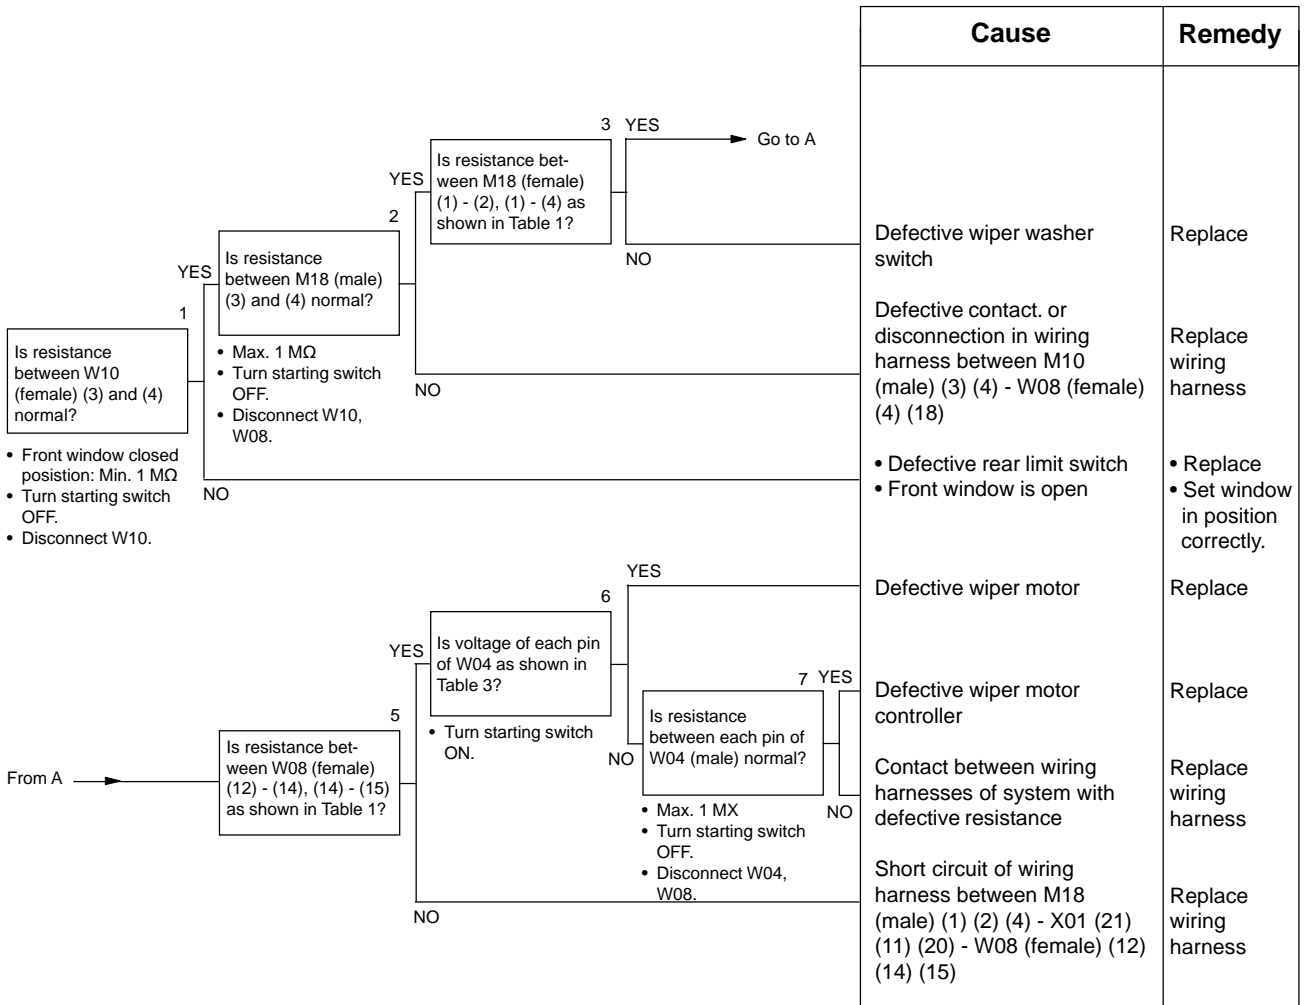 Cause
Remedy
3 YES
Go to A
Is resistance bet-
ween M18 (female)
(1) - (2), (1) - (4) as
shown in Table 1?
YES
2
NO
Defective wiper washer
switch
Replace
Is resistance
between M18 (male)
(3) and (4) normal?
YES
1
• Max. 1 MΩ
• Turn starting switch
OFF.
• Disconnect W10,
W08.
NO
Defective contact. or
disconnection in wiring
harness between M10
(male) (3) (4) - W08 (female)
(4) (18)
Replace
wiring
harness
Is resistance
between W10
(female) (3) and (4)
normal?
• Front window closed
posistion: Min. 1 MΩ
• Turn starting switch
OFF.
• Disconnect W10.
NO
• Defective rear limit switch
• Front window is open
• Replace
• Set window
in position
correctly.
YES
6
Defective wiper motor
Replace
Is voltage of each pin
of W04 as shown in
Table 3?
YES
5
• Turn starting switch
ON.
NO
7 YES
Is resistance
between each pin of
W04 (male) normal?
Defective wiper motor
controller
Replace
From A
Is resistance bet-
ween W08 (female)
(12) - (14), (14) - (15)
as shown in Table 1?
• Max. 1 MX
• Turn starting switch
OFF.
• Disconnect W04,
W08.
NO
Contact between wiring
harnesses of system with
defective resistance
Replace
wiring
harness
NO
Short circuit of wiring
harness between M18
(male) (1) (2) (4) - X01 (21)
(11) (20) - W08 (female) (12)
(14) (15)
Replace
wiring
harness